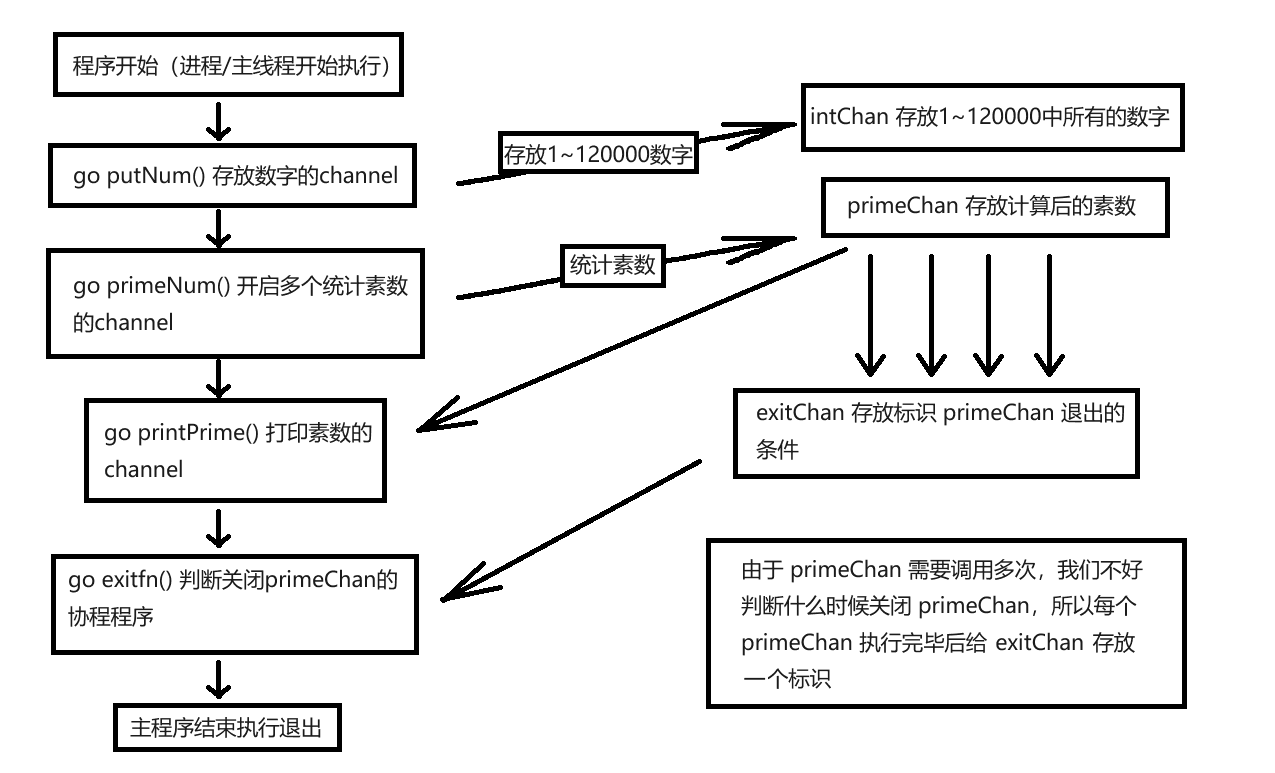 程序开始（进程/主线程开始执行）
go putNum() 存放数字的channel
go primeNum() 开启多个统计素数
的channel
go printPrime() 打印素数的
channel
go exitfn() 判断关闭primeChan的
协程程序
主程序结束执行退出
存放1~120000数字
统计素数
intChan 存放1~120000中所有的数字
primeChan 存放计算后的素数
exitChan 存放标识 primeChan 退出的
条件
由于 primeChan 需要调用多次，我们不好
判断什么时候关闭 primeChan，所以每个
primeChan 执行完毕后给 exitChan 存放
一个标识